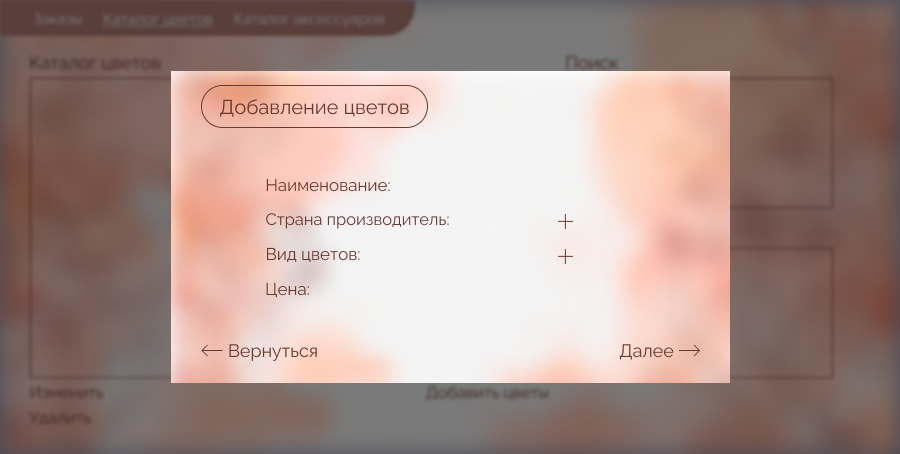 Заказы Каталог цветов Каталог аксессуаров
Каталог цветов Поиск
Добавление цветов
Наименование:
Страна производитель:
Вид цветов:
Цена:
Вернуться Далее
Изменить Добавить цветы
Удалить